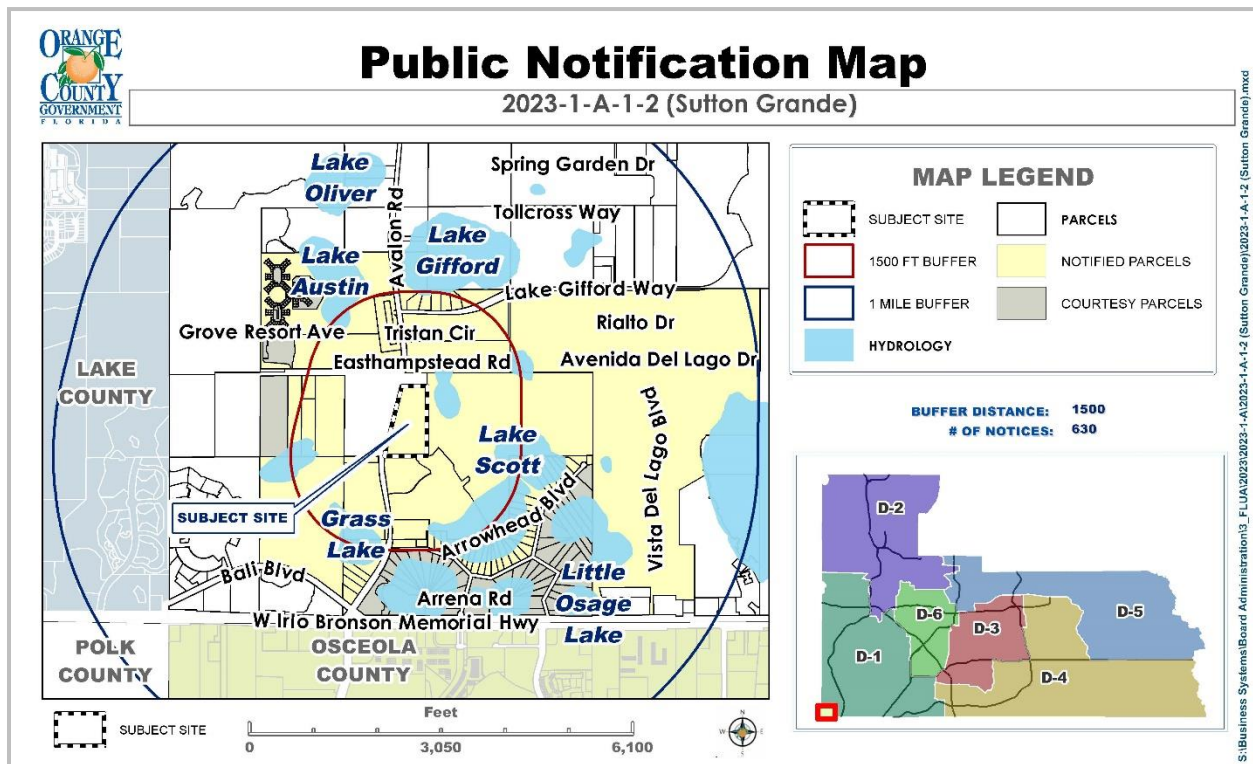 ORANGE
COUNTY
GOVERNMENT
FLORIDA
Public Notification Map
2023-1-A-1-2 (Sutton Grande)
Lake
Oliver
Spring Garden Dr
Avalon Rd
Tollcross Way
Lake
Gifford
Lake
Austin
Lake Gifford Way
Grove Resort Ave
Tristan Cir
Rialto Dr
Easthampstead Rd
Avenida Del Lago Dr
LAKE
COUNTY
Lake
Scott
Vista Del Lago Blvd
SUBJECT SITE
Grass
Lake
Arrowhead Blvd
Bali Blvd
Little
Osage
Lake
Arrena Rd
W Irlo Bronson Memorial Hwy
POLK
COUNTY
OSCEOLA
COUNTY
SUBJECT SITE
Feet
0
3,050
6,100
N
E
S
W
MAP LEGEND
SUBJECT SITE
PARCELS
1500 FT BUFFER
NOTIFIED PARCELS
1 MILE BUFFER
COURTESY PARCELS
HYDROLOGY
BUFFER DISTANCE: 1500
# OF NOTICES: 630
D-2
D-5
D-6
D-3
D-1
D-4
S:\Business Systems\Board Administration\3_FLUA\2023\2023-1-A\2023-1-A-1-2 (Sutton Grande)\2023-1-A-1-2 (Sutton Grande).mxd